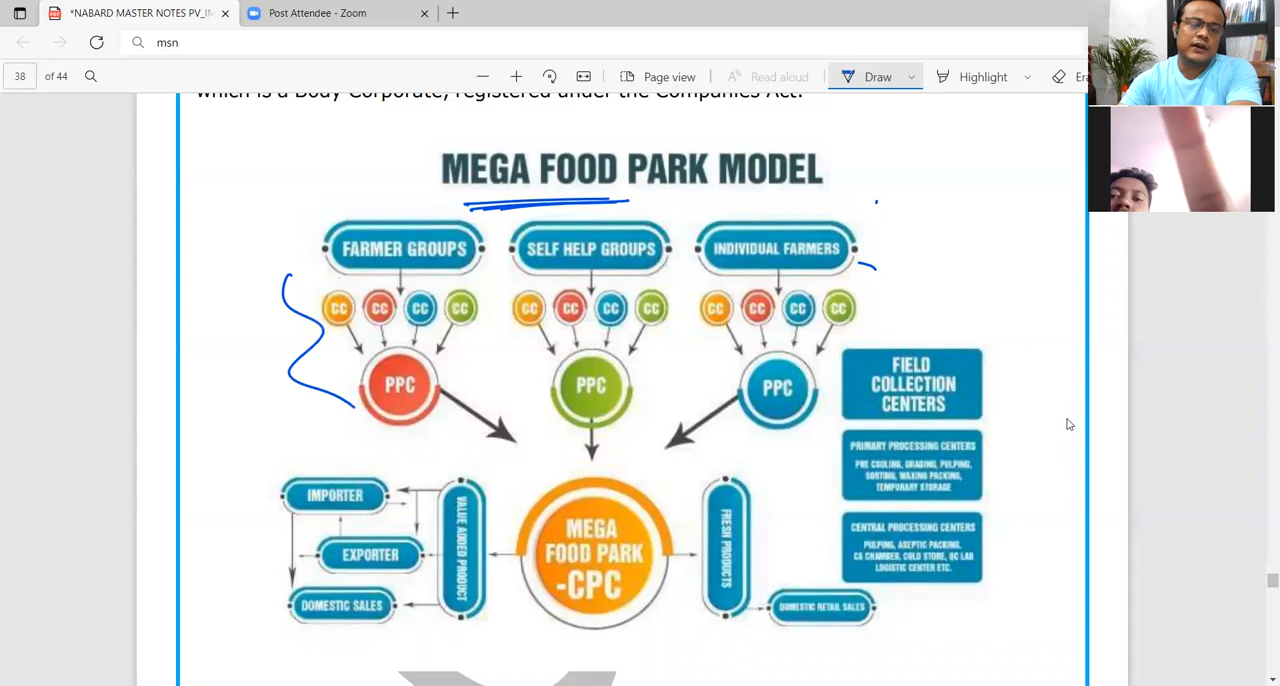 *NABARD MASTER NOTES PV_IN
Post Attendee - Zoom
msn
38 of 44
Page view
Read aloud
Draw
Highlight
Era
which is a Body Corporate, registered under the Companies Act.
MEGA FOOD PARK MODEL
FARMER GROUPS
SELF HELP GROUPS
INDIVIDUAL FARMERS
CC CC CC CC
CC CC CC CC
CC CC CC CC
PPC
PPC
PPC
FIELD
COLLECTION
CENTERS
PRIMARY PROCESSING CENTERS
PRE COOLING, GRADING, PULPING,
SORTING, WAXING PACKING,
TEMPORARY STORAGE
CENTRAL PROCESSING CENTERS
PULPING, ASEPTIC PACKING,
CA CHAMBER, COLD STORE, QC LAB
LOGISTIC CENTER ETC.
IMPORTER
EXPORTER
DOMESTIC SALES
VALUE ADDED PRODUCT
MEGA
FOOD PARK
-CPC
FRESH PRODUCTS
DOMESTIC RETAIL SALES